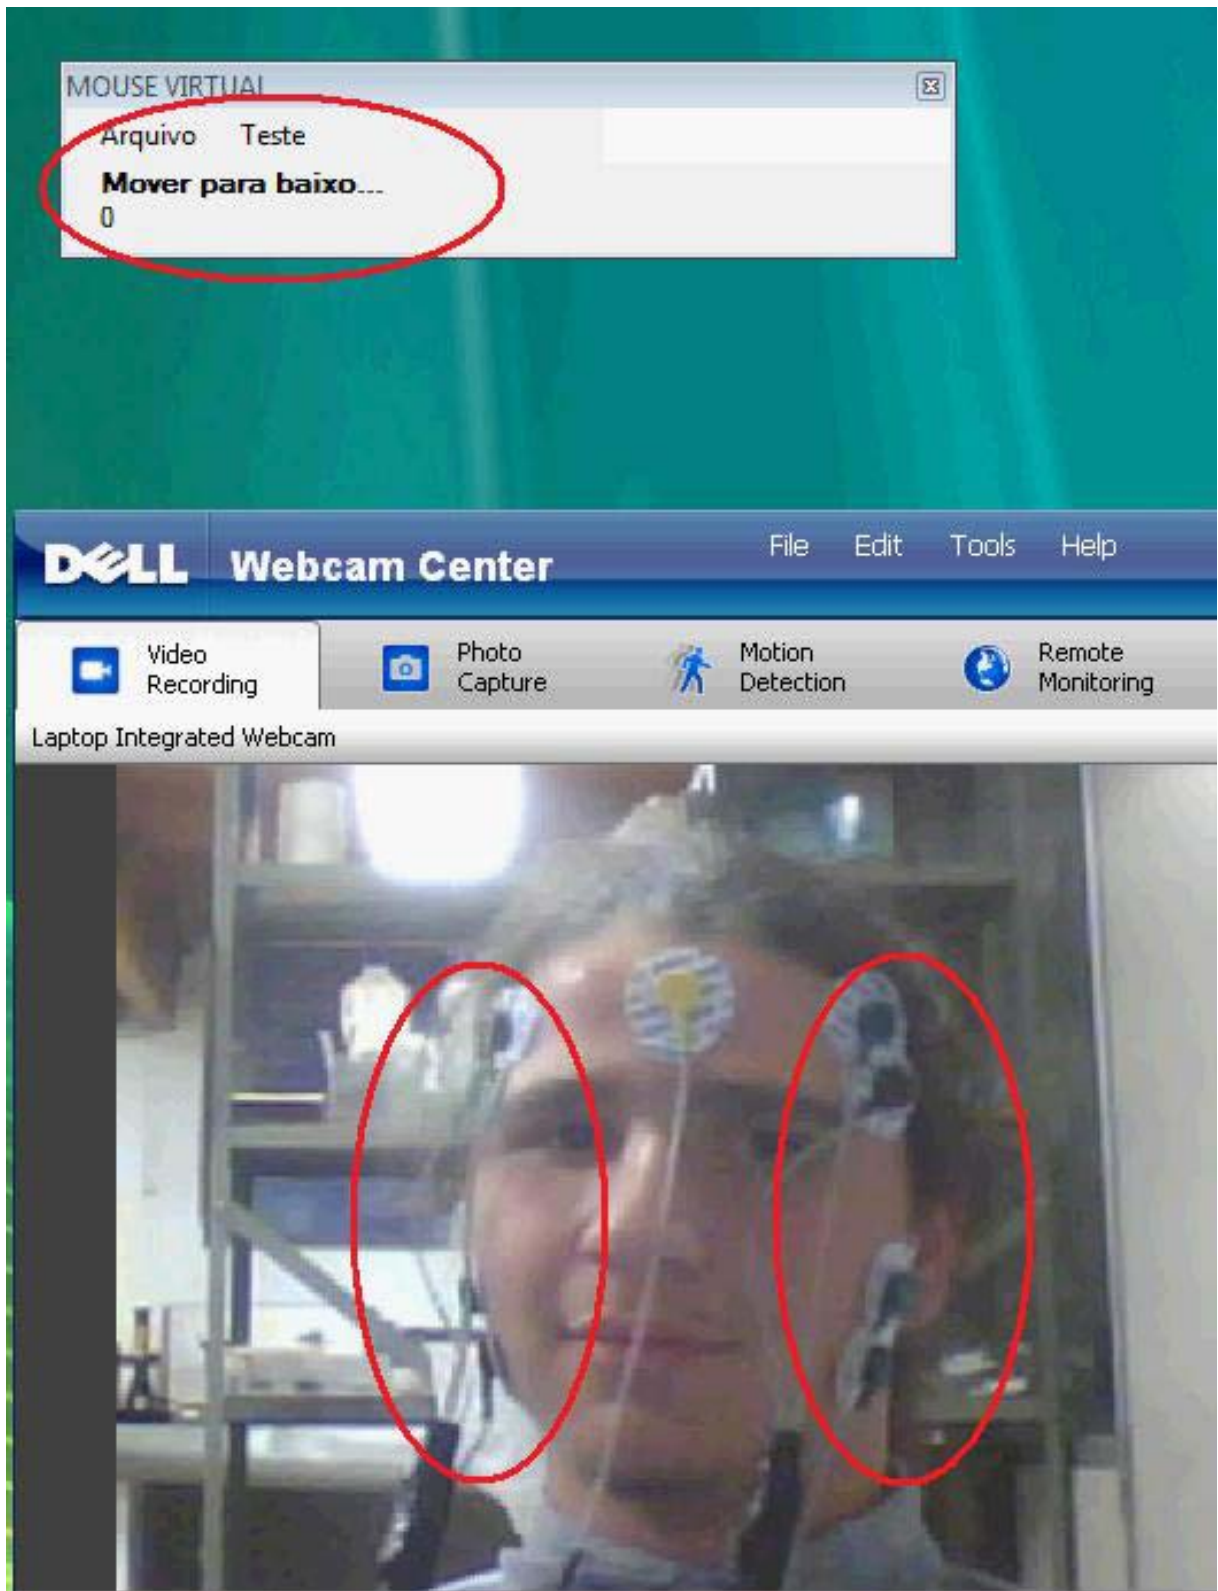 MOUSE VIRTUAL
Arquivo Teste
Mover para baixo...
0
DELL Webcam Center File Edit Tools Help
Video Recording
Photo Capture
Motion Detection
Remote Monitoring
Laptop Integrated Webcam